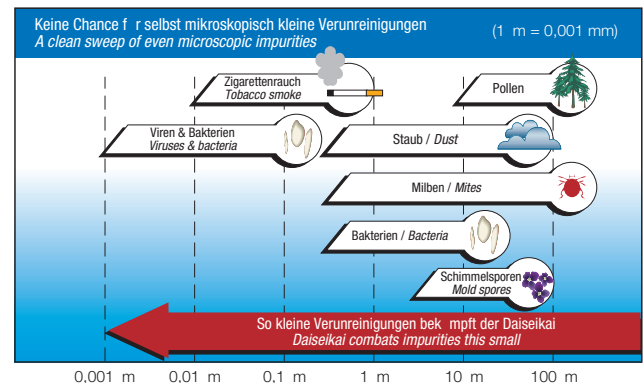 Keine Chance f r selbst mikroskopisch kleine Verunreinigungen
A clean sweep of even microscopic impurities
(1 m = 0,001 mm)
Zigarettenrauch
Tobacco smoke
Pollen
Viren & Bakterien
Viruses & bacteria
Staub / Dust
Milben / Mites
Bakterien / Bacteria
Schimmelsporen
Mold spores
So kleine Verunreinigungen bek mpft der Daiseikai
Daiseikai combats impurities this small
0,001 m 0,01 m 0,1 m 1 m 10 m 100 m